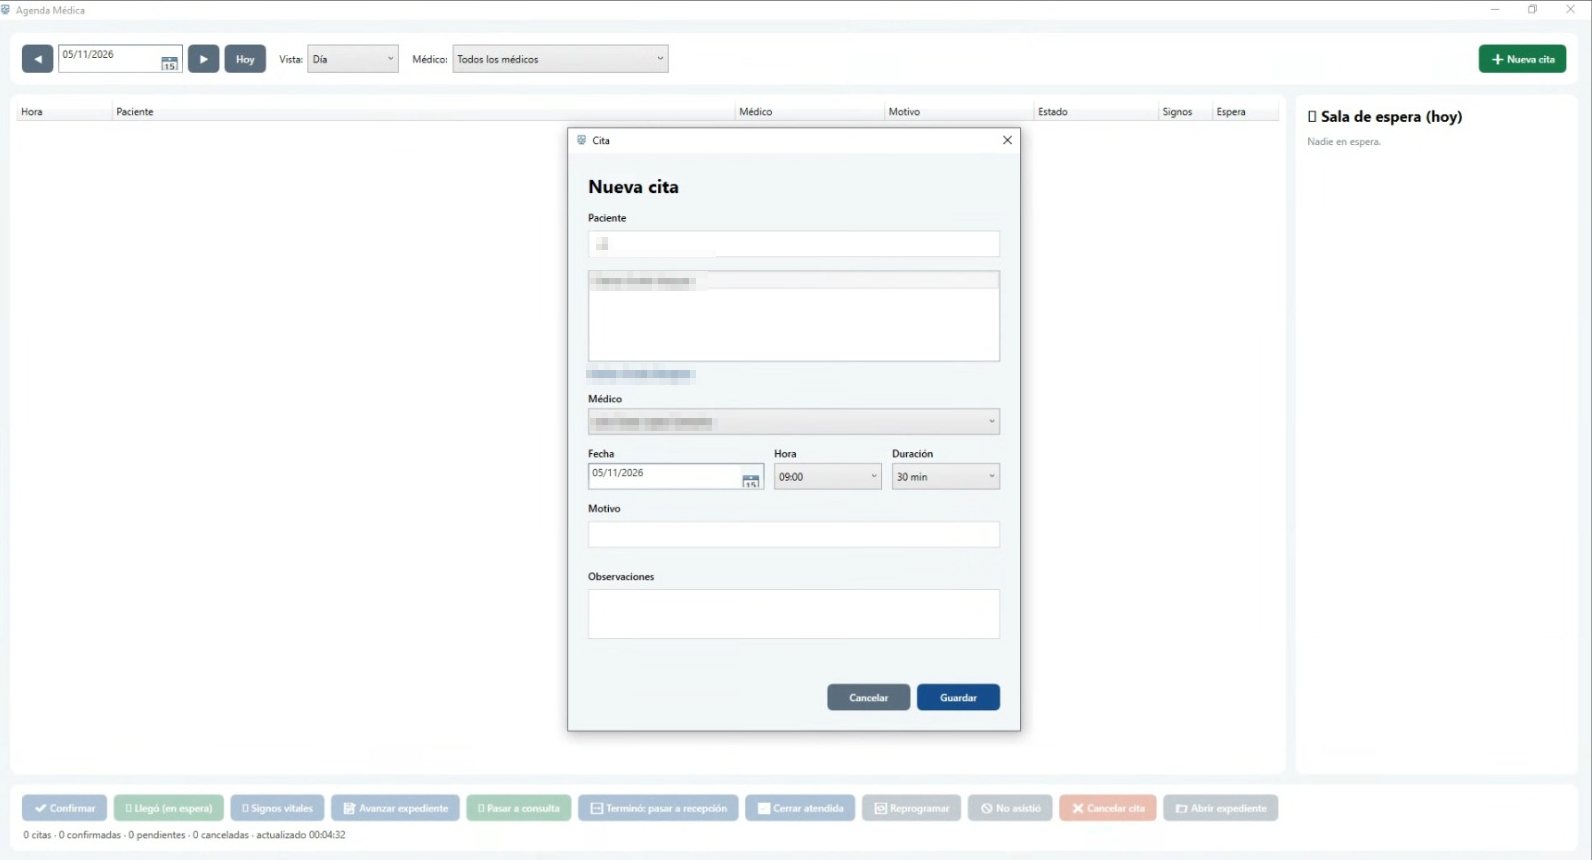 Agenda Médica
05/11/2026
15
Hoy
Vista:
Día
Médico:
Todos los médicos
+ Nueva cita
Hora
Paciente
Médico
Motivo
Estado
Signos
Espera
Sala de espera (hoy)
Nadie en espera.
Cita
Nueva cita
Paciente
Médico
Fecha
Hora
Duración
05/11/2026
15
09:00
30 min
Motivo
Observaciones
Cancelar
Guardar
Confirmar
Llegó (en espera)
Signos vitales
Avanzar expediente
Pasar a consulta
Terminó: pasar a recepción
Cerrar atendida
Reprogramar
No asistió
Cancelar cita
Abrir expediente
0 citas · 0 confirmadas · 0 pendientes · 0 canceladas · actualizado 00:04:32